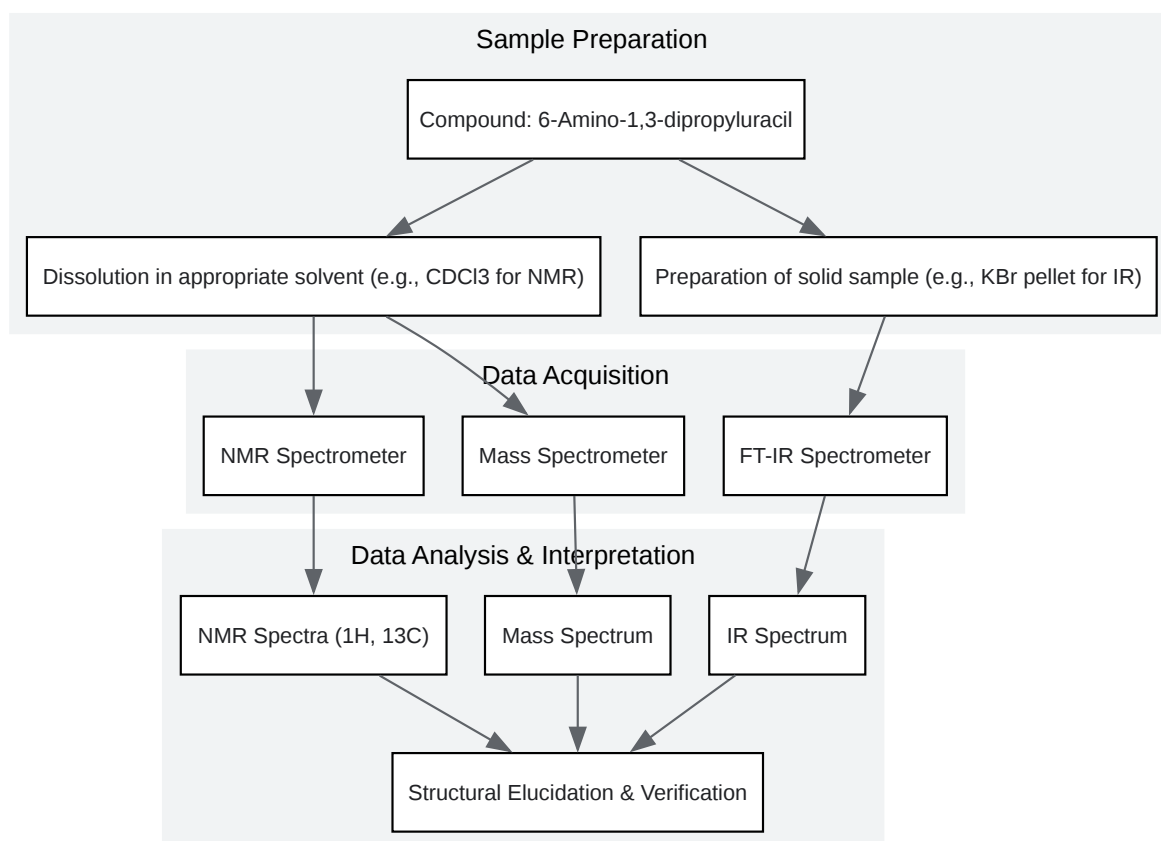 Sample Preparation
Compound: 6-Amino-1,3-dipropyluracil
Dissolution in appropriate solvent (e.g., CDCl3 for NMR)
Preparation of solid sample (e.g., KBr pellet for IR)
Data Acquisition
NMR Spectrometer
Mass Spectrometer
FT-IR Spectrometer
Data Analysis & Interpretation
NMR Spectra (1H, 13C)
Mass Spectrum
IR Spectrum
Structural Elucidation & Verification